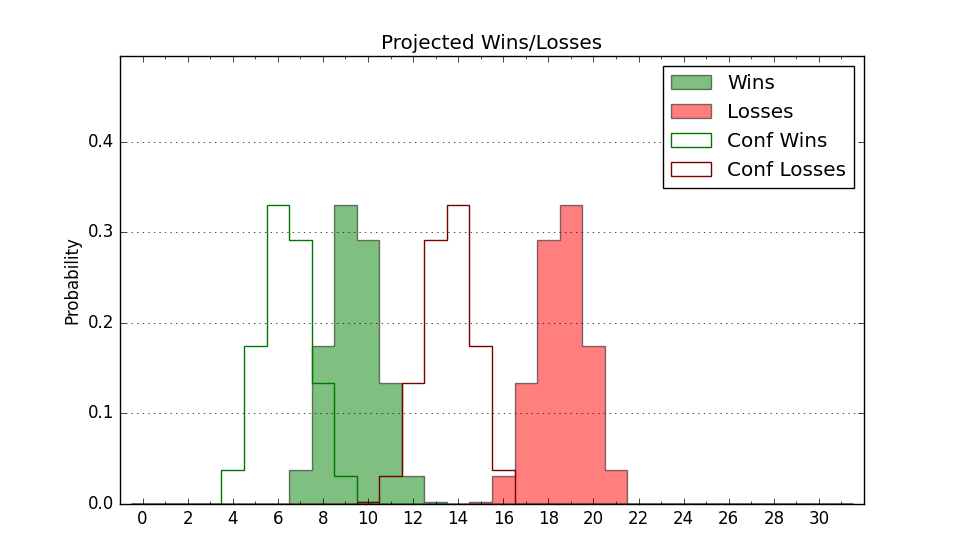 Projected Wins/Losses
Wins
Losses
Conf Wins
Conf Losses
Probability
0.4
0.3
0.2
0.1
0.0
0 2 4 6 8 10 12 14 16 18 20 22 24 26 28 30